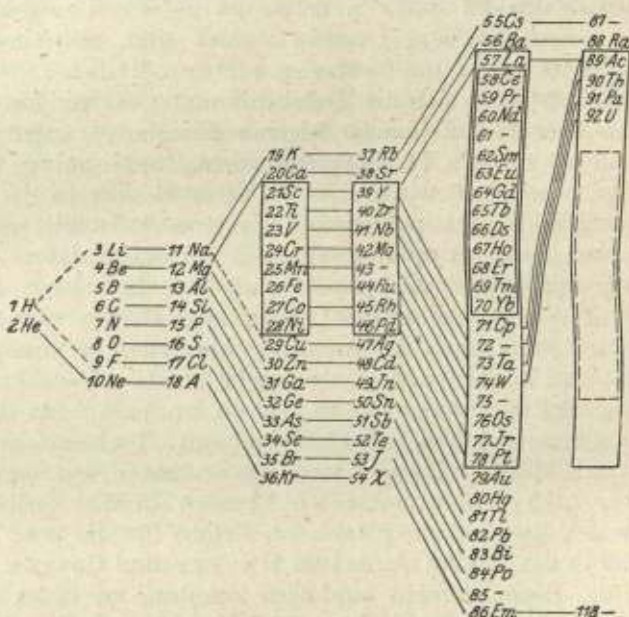 1 H
2 He
3 Li
4 Be
5 B
6 C
7 N
8 O
9 F
10 Ne
11 Na
12 Mg
13 Al
14 Si
15 P
16 S
17 Cl
18 A
19 K
20 Ca
21 Sc
22 Ti
23 V
24 Cr
25 Mn
26 Fe
27 Co
28 Ni
29 Cu
30 Zn
31 Ga
32 Ge
33 As
34 Se
35 Br
36 Kr
37 Rb
38 Sr
39 Y
40 Zr
41 Nb
42 Mo
43 -
44 Ru
45 Rh
46 Pd
47 Ag
48 Cd
49 Jn
50 Sn
51 Sb
52 Te
53 J
54 X
55 Cs
56 Ba
57 La
58 Ce
59 Pr
60 Nd
61 -
62 Sm
63 Eu
64 Gd
65 Tb
66 Ds
67 Ho
68 Er
69 Tm
70 Yb
71 Cp
72 -
73 Ta
74 W
75 -
76 Os
77 Jr
78 Pt
79 Au
80 Hg
81 Tl
82 Pb
83 Bi
84 Po
85 -
86 Em
87 -
88 Ra
89 Ac
90 Th
91 Pa
92 U
118 -